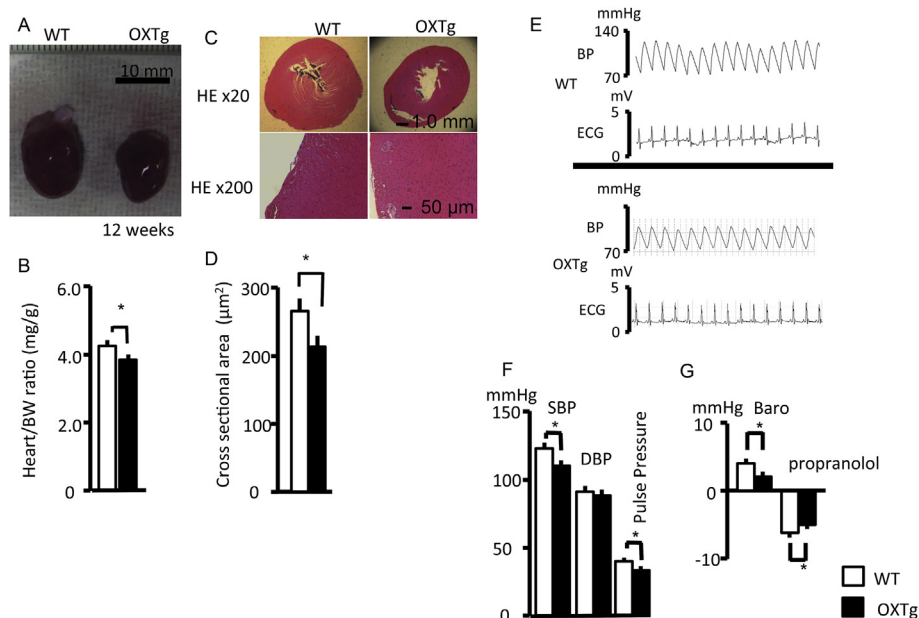 A
WT OXTg
10 mm
12 weeks
B
Heart/BW ratio (mg/g)
6.0
4.0
2.0
0
*
C
HE x20
1.0 mm
HE x200
50 µm
D
Cross sectional area (µm²)
300
200
100
0
*
E
mmHg
140
BP
70
WT
mV
5
ECG
0
mmHg
BP
70
OXTg
mV
5
ECG
0
F
mmHg
150
100
50
0
SBP
*
DBP
Pulse Pressure
*
G
mmHg
10
0
-10
Baro
*
propranolol
*
WT
OXTg